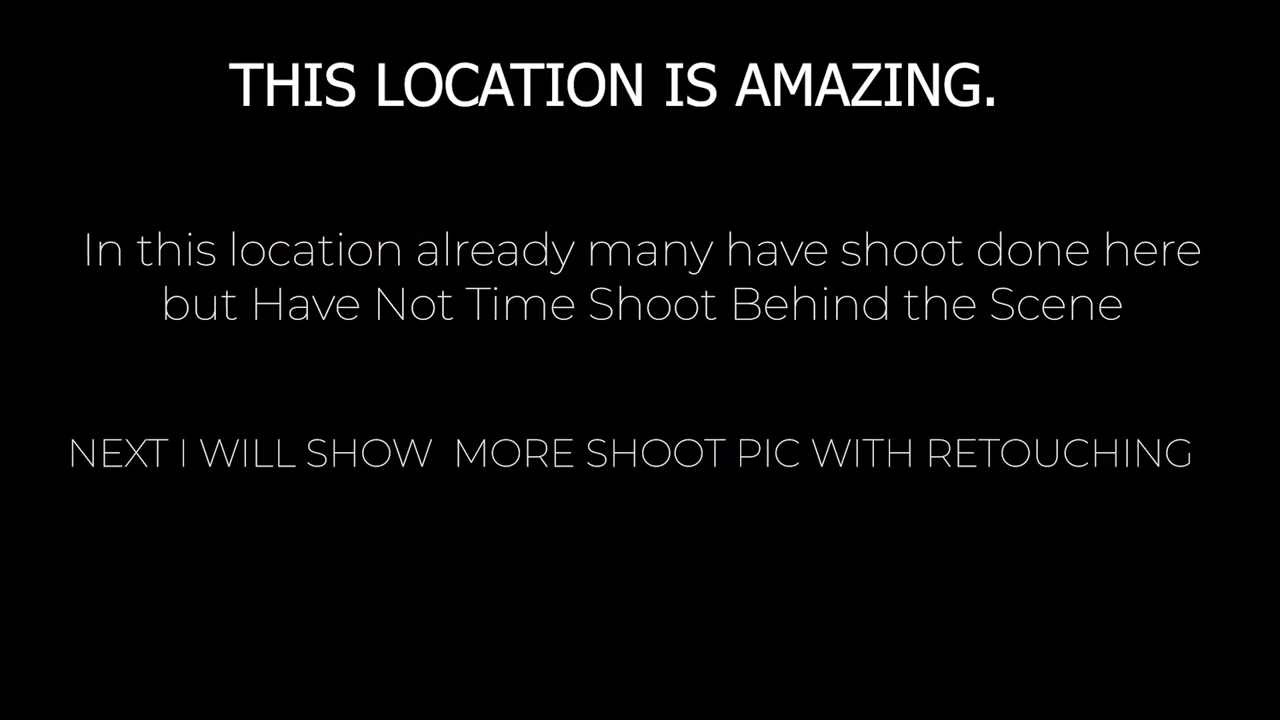 THIS LOCATION IS AMAZING.
In this location already many have shoot done here
but Have Not Time Shoot Behind the Scene
NEXT I WILL SHOW  MORE SHOOT PIC WITH RETOUCHING